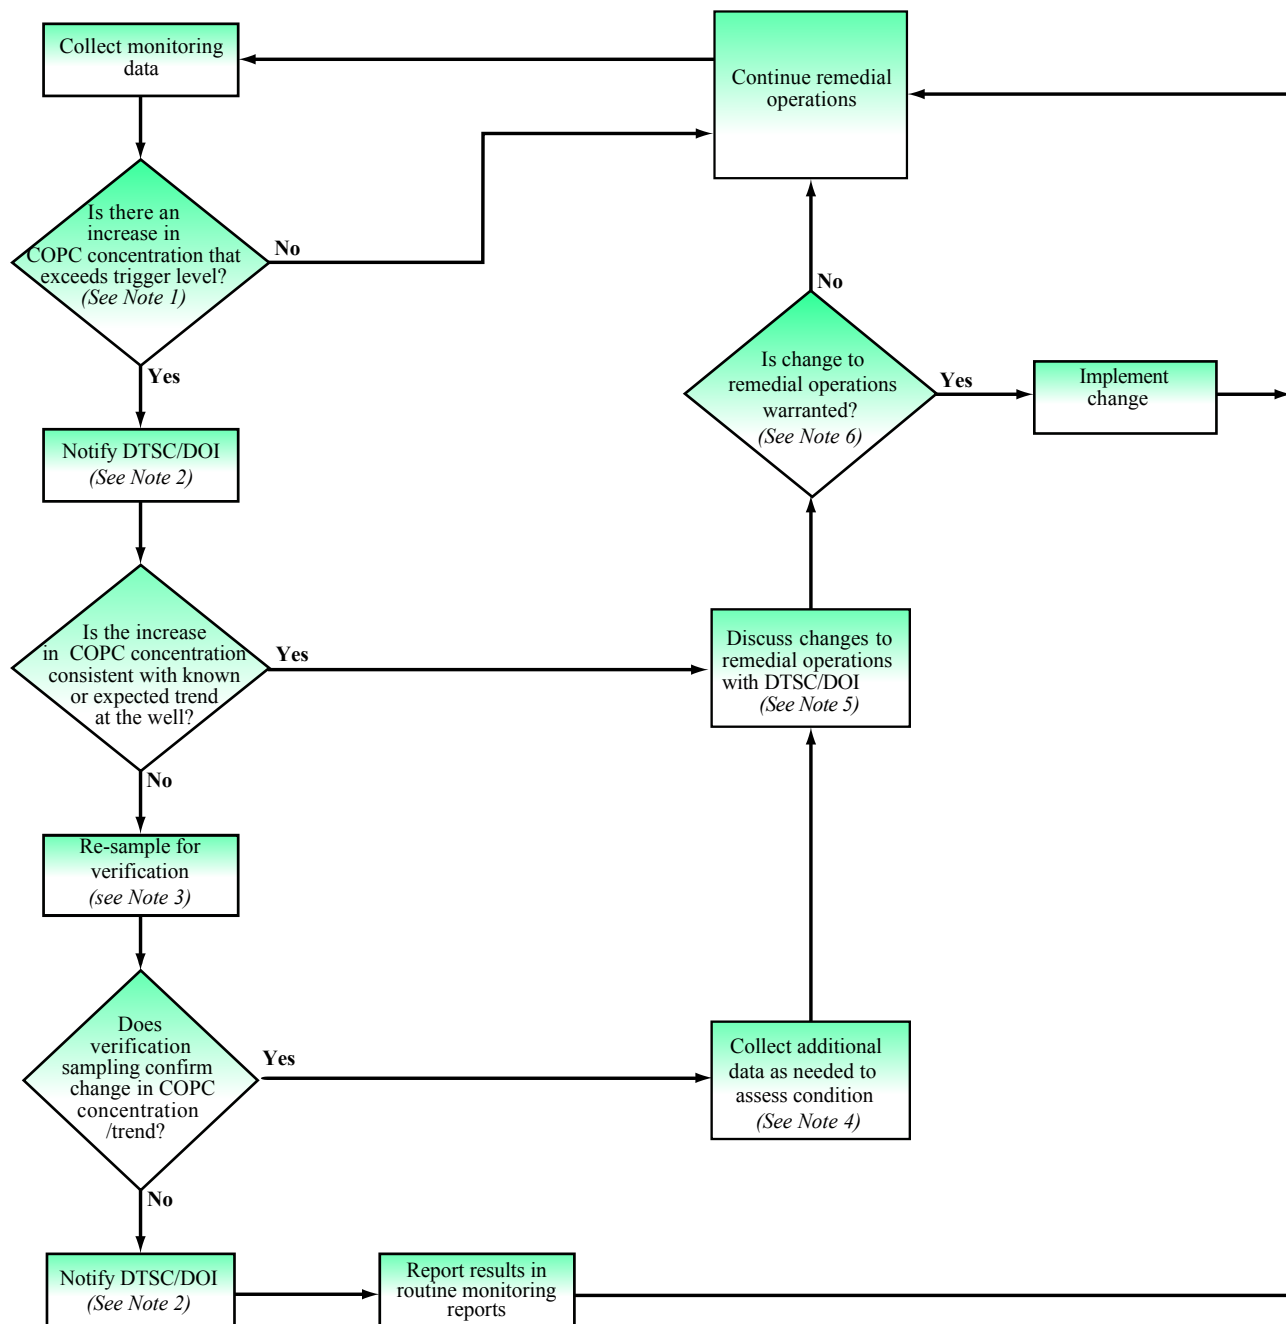 Collect monitoring
data
Continue remedial
operations
Is there an
increase in
COPC concentration that
exceeds trigger level?
(See Note 1)
No
Yes
No
Is change to
remedial operations
warranted?
(See Note 6)
Yes
Implement
change
Notify DTSC/DOI
(See Note 2)
Is the increase
in COPC concentration
consistent with known
or expected trend
at the well?
Yes
Discuss changes to
remedial operations
with DTSC/DOI
(See Note 5)
No
Re-sample for
verification
(see Note 3)
Does
verification
sampling confirm
change in COPC
concentration
/trend?
Yes
Collect additional
data as needed to
assess condition
(See Note 4)
No
Notify DTSC/DOI
(See Note 2)
Report results in
routine monitoring
reports